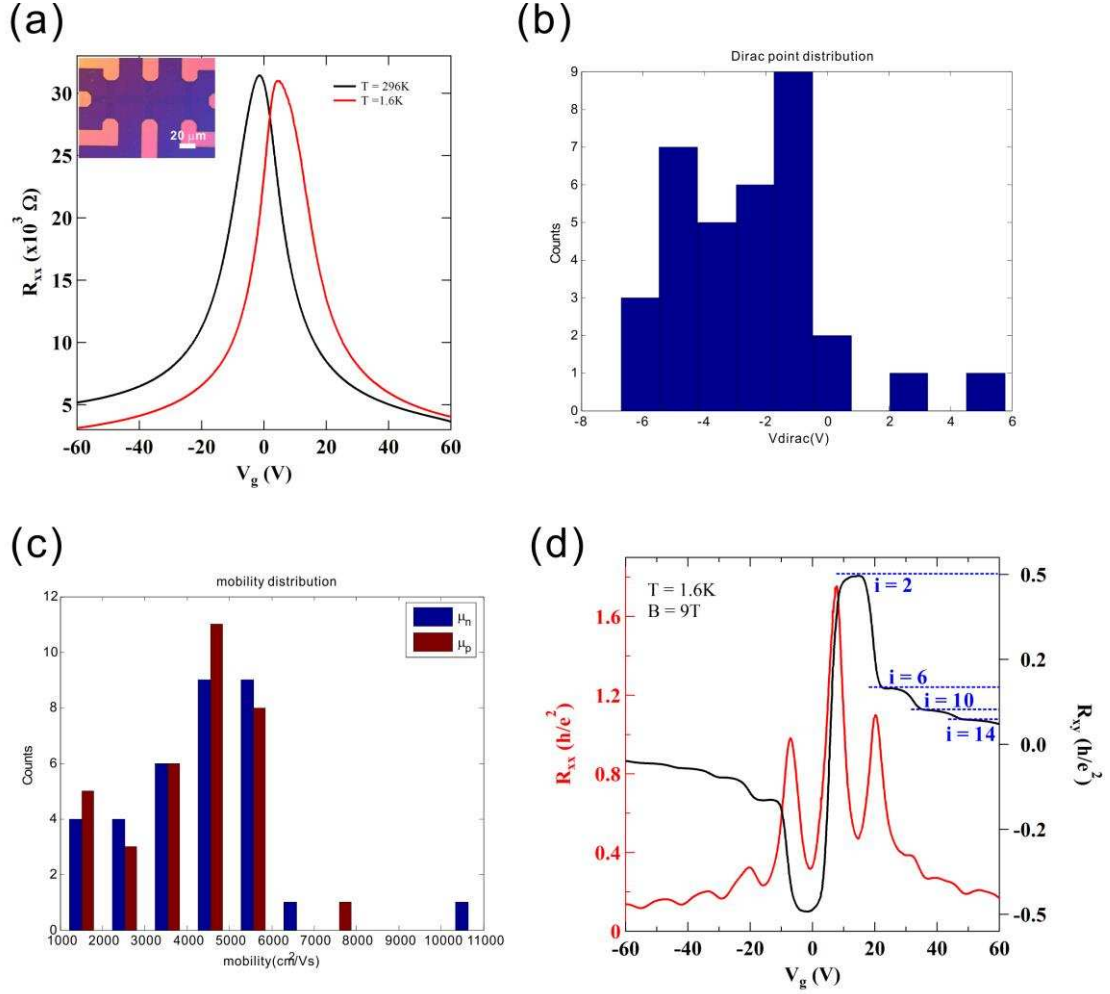 (a)
30
25
20
15
10
5
R_xx (x10^3 Ω)
-60 -40 -20 0 20 40 60
V_g (V)
T = 296K
T =1.6K
20 μm
(b)
Dirac point distribution
9
8
7
6
5
4
3
2
1
0
Counts
-8 -6 -4 -2 0 2 4 6
Vdirac(V)
(c)
mobility distribution
12
10
8
6
4
2
0
Counts
1000 2000 3000 4000 5000 6000 7000 8000 9000 10000 11000
mobility(cm^2/Vs)
μ_n
μ_p
(d)
T = 1.6K
B = 9T
1.6
1.2
0.8
0.4
0
R_xx (h/e^2)
-60 -40 -20 0 20 40 60
V_g (V)
i = 2
i = 6
i = 10
i = 14
0.5
0.2
0.0
-0.2
-0.5
R_xy (h/e^2)